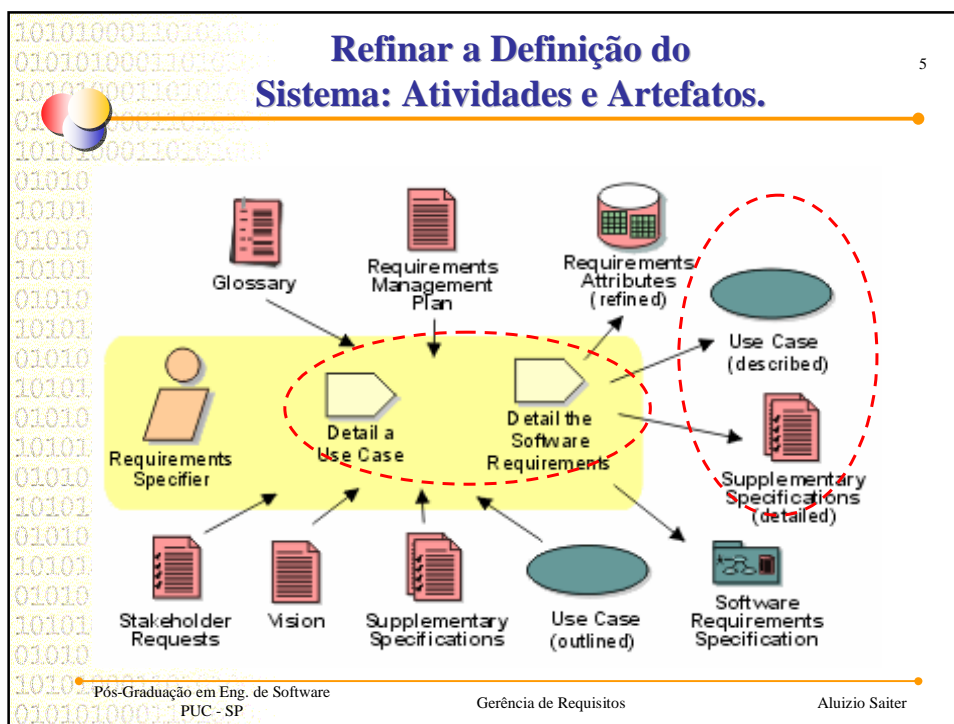 Refinar a Definição do
Sistema: Atividades e Artefatos.
5
Glossary
Requirements
Management
Plan
Requirements
Attributes
(refined)
Use Case
(described)
Requirements
Specifier
Detail a
Use Case
Detail the
Software
Requirements
Supplementary
Specifications
(detailed)
Stakeholder
Requests
Vision
Supplementary
Specifications
Use Case
(outlined)
Software
Requirements
Specification
Pós-Graduação em Eng. de Software
PUC - SP
Gerência de Requisitos
Aluizio Saiter